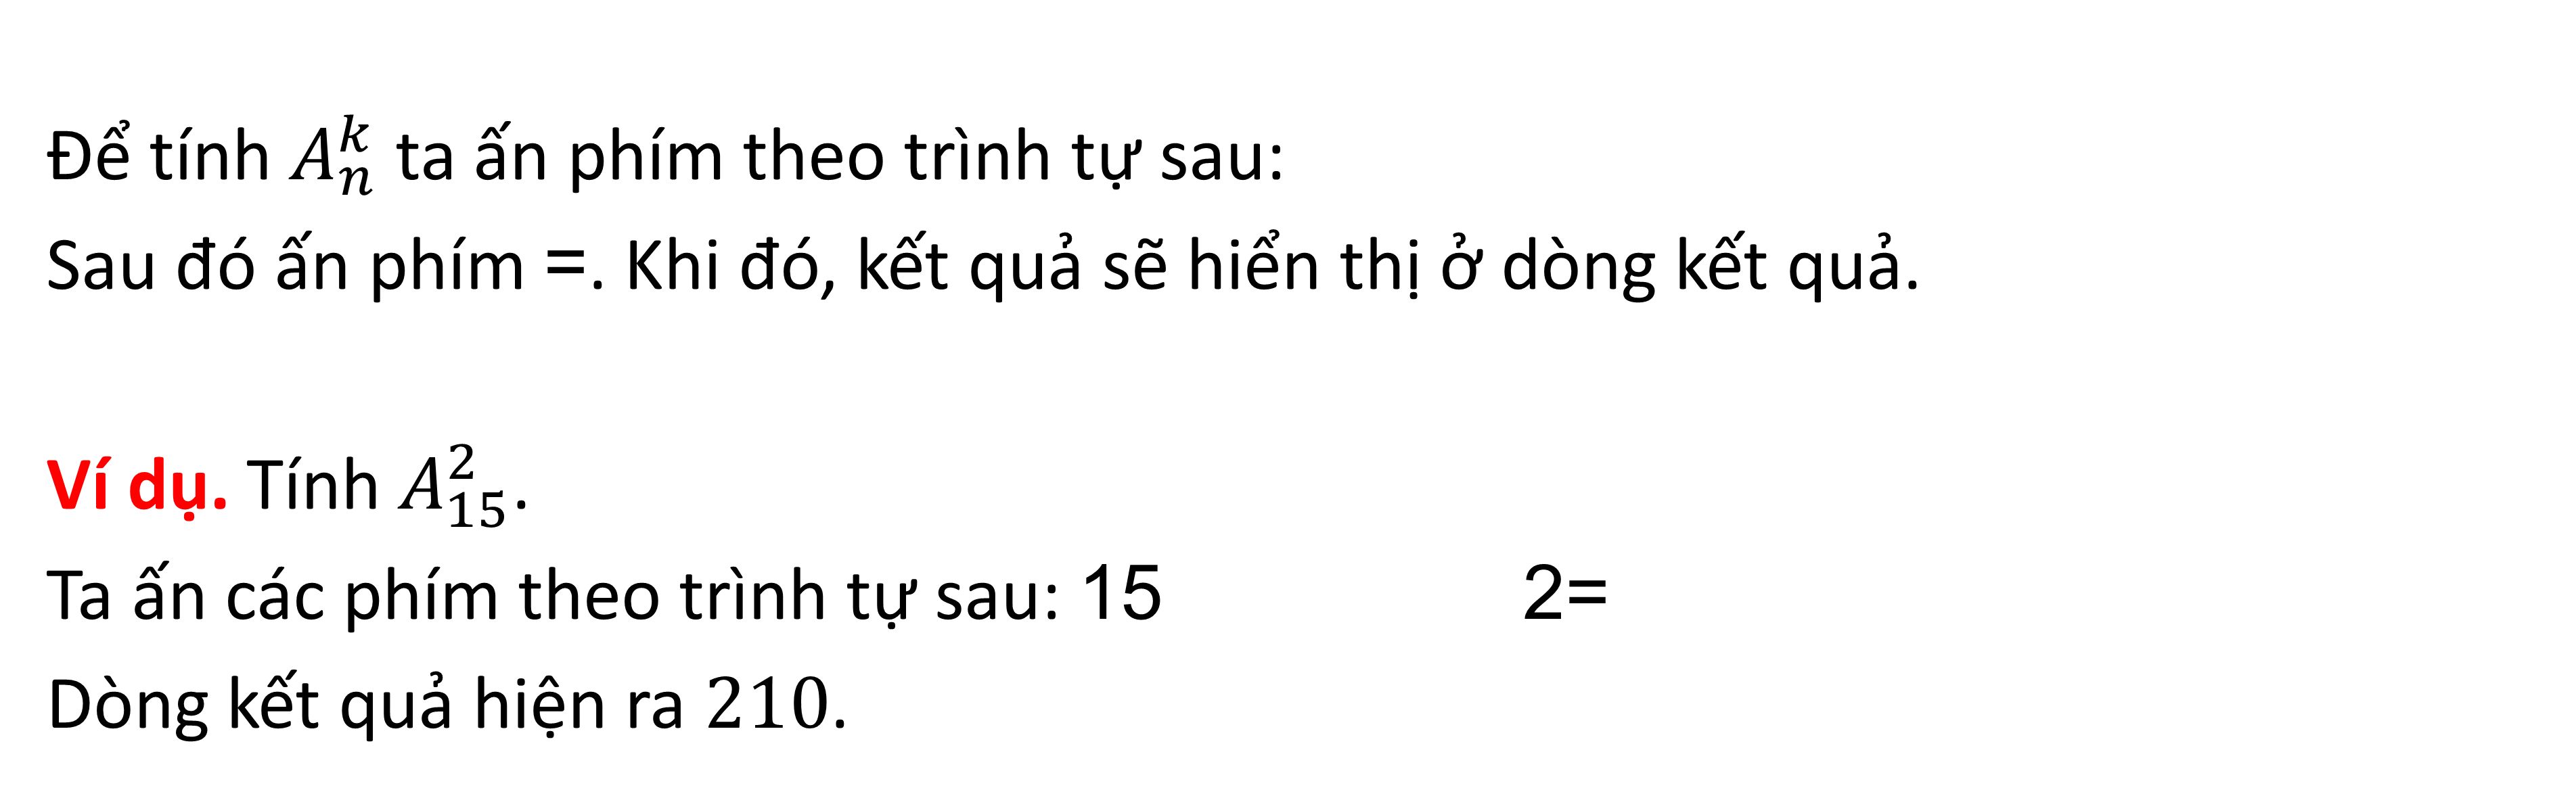 Để tính $A_n^k$ ta ấn phím theo trình tự sau:
Sau đó ấn phím =. Khi đó, kết quả sẽ hiển thị ở dòng kết quả.
Ví dụ. Tính $A_{15}^2$.
Ta ấn các phím theo trình tự sau: 15 2=
Dòng kết quả hiện ra 210.